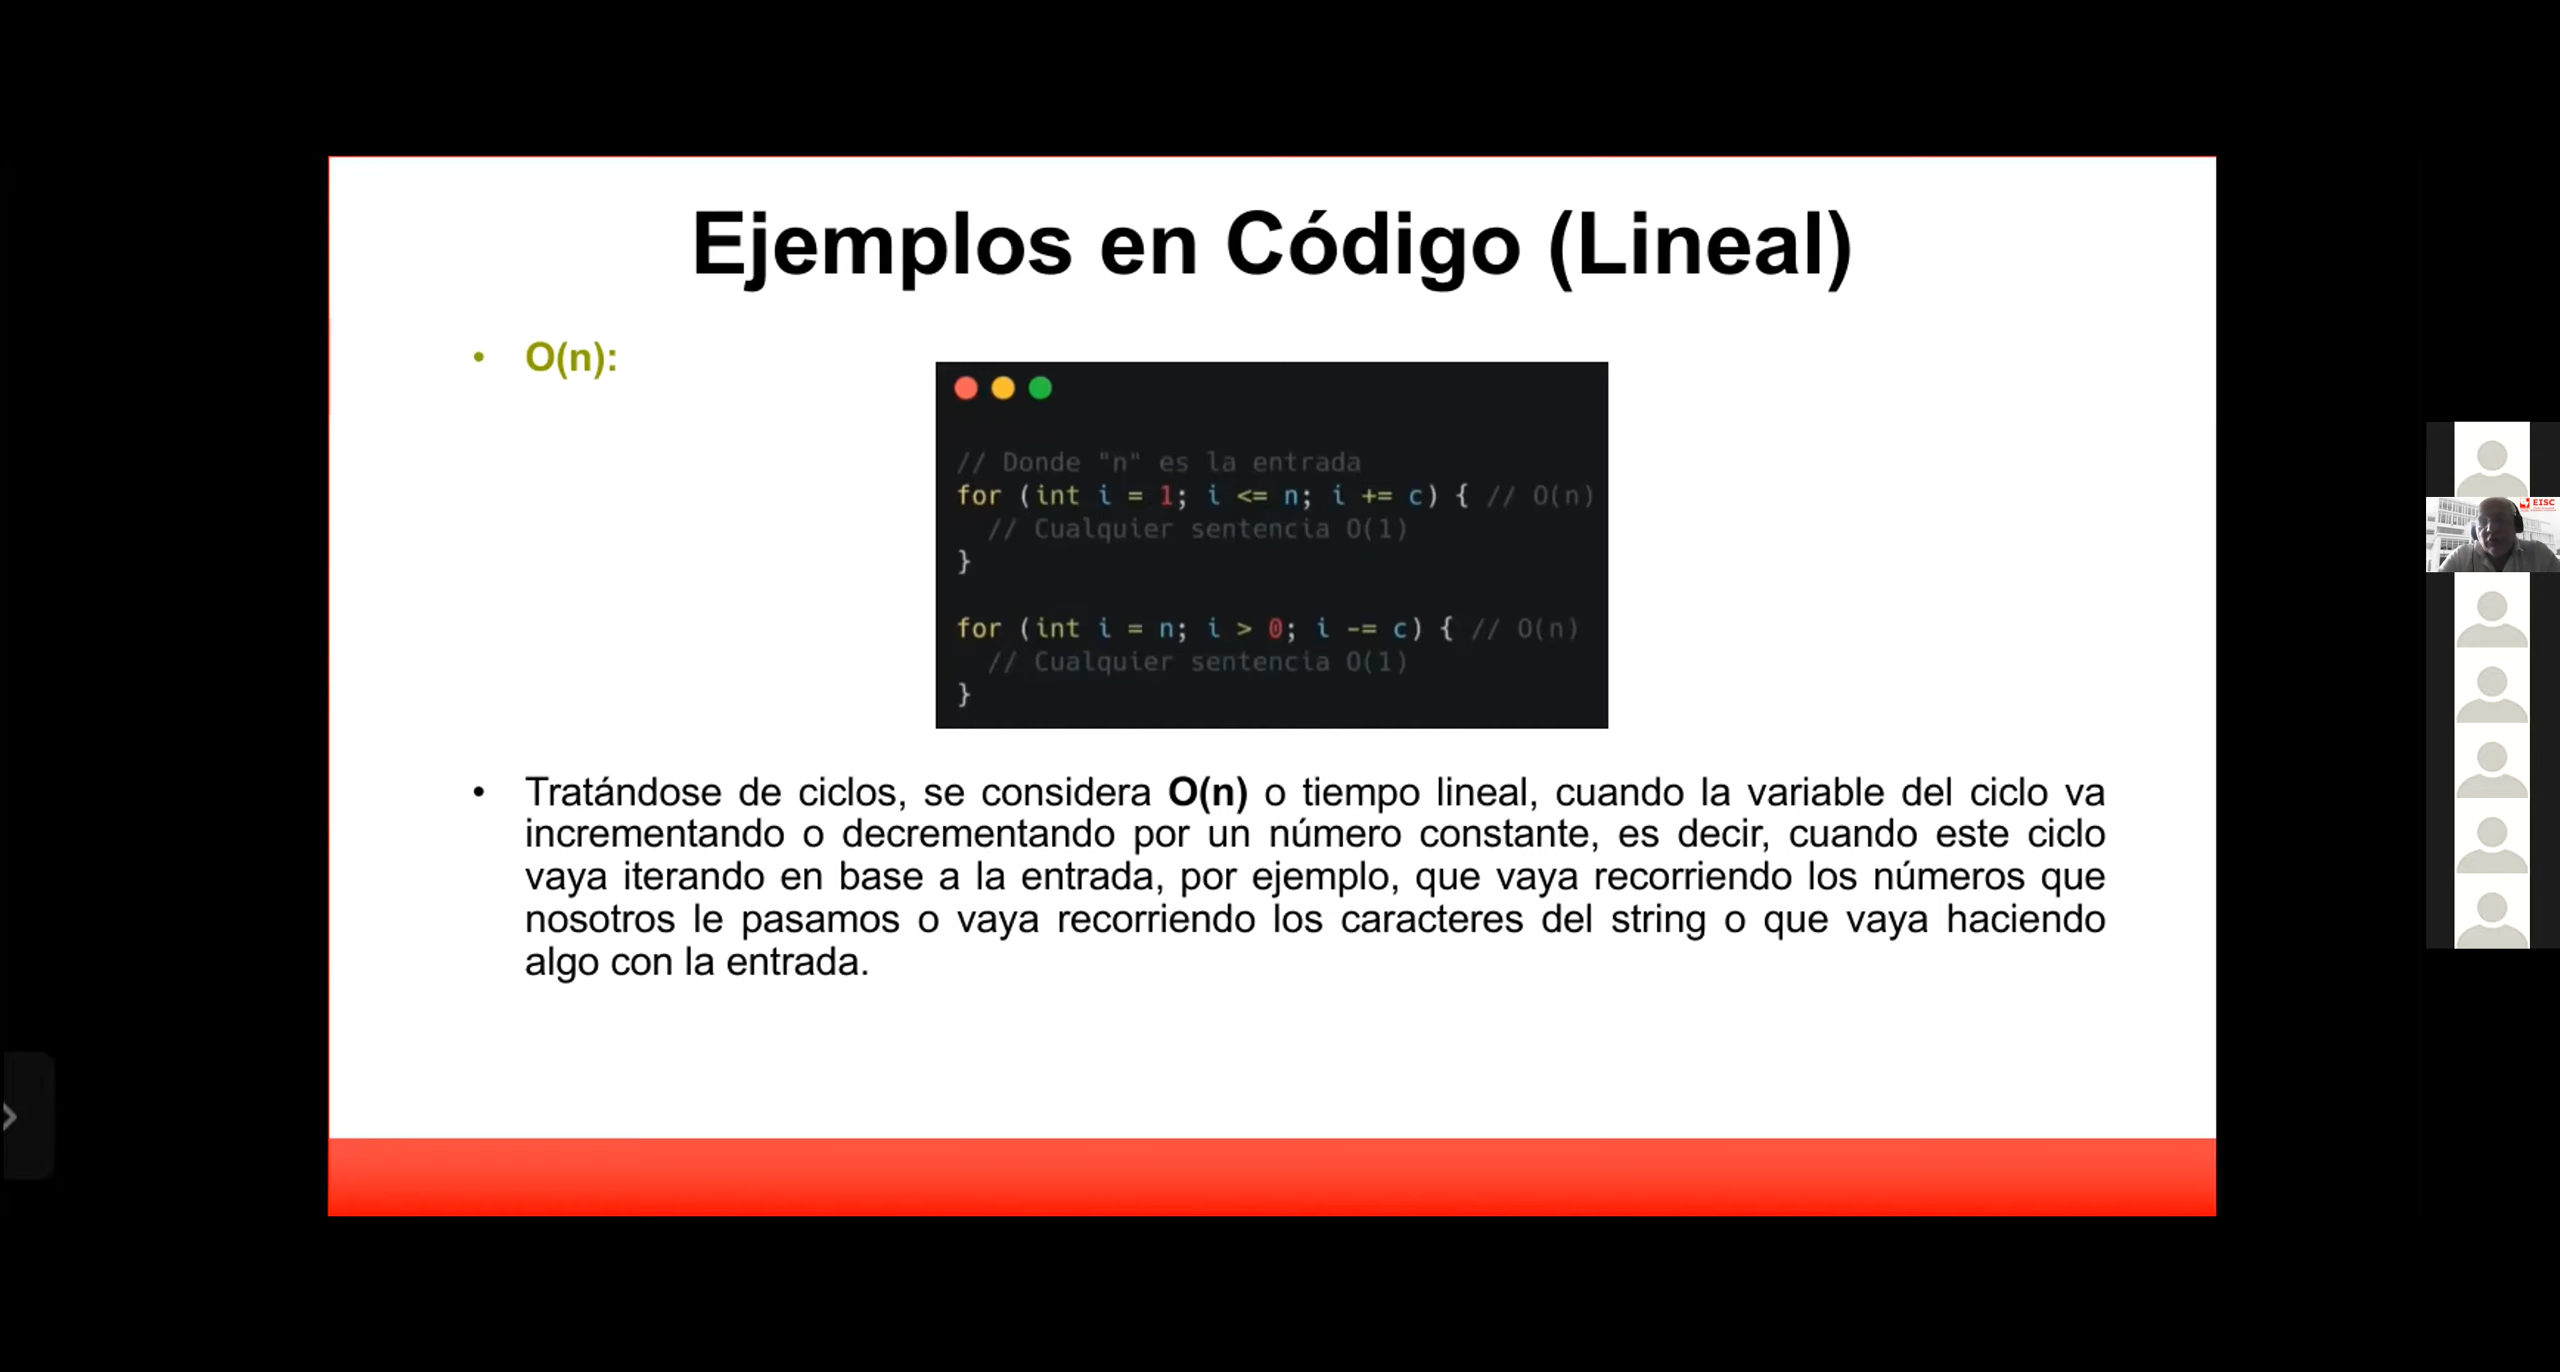 Ejemplos en Código (Lineal)
• O(n):
// Donde "n" es la entrada
for (int i = 1; i <= n; i += c) { // O(n)
// Cualquier sentencia O(1)
}
for (int i = n; i > 0; i -= c) { // O(n)
// Cualquier sentencia O(1)
}
• Tratándose de ciclos, se considera O(n) o tiempo lineal, cuando la variable del ciclo va
incrementando o decrementando por un número constante, es decir, cuando este ciclo
vaya iterando en base a la entrada, por ejemplo, que vaya recorriendo los números que
nosotros le pasamos o vaya recorriendo los caracteres del string o que vaya haciendo
algo con la entrada.
EISC